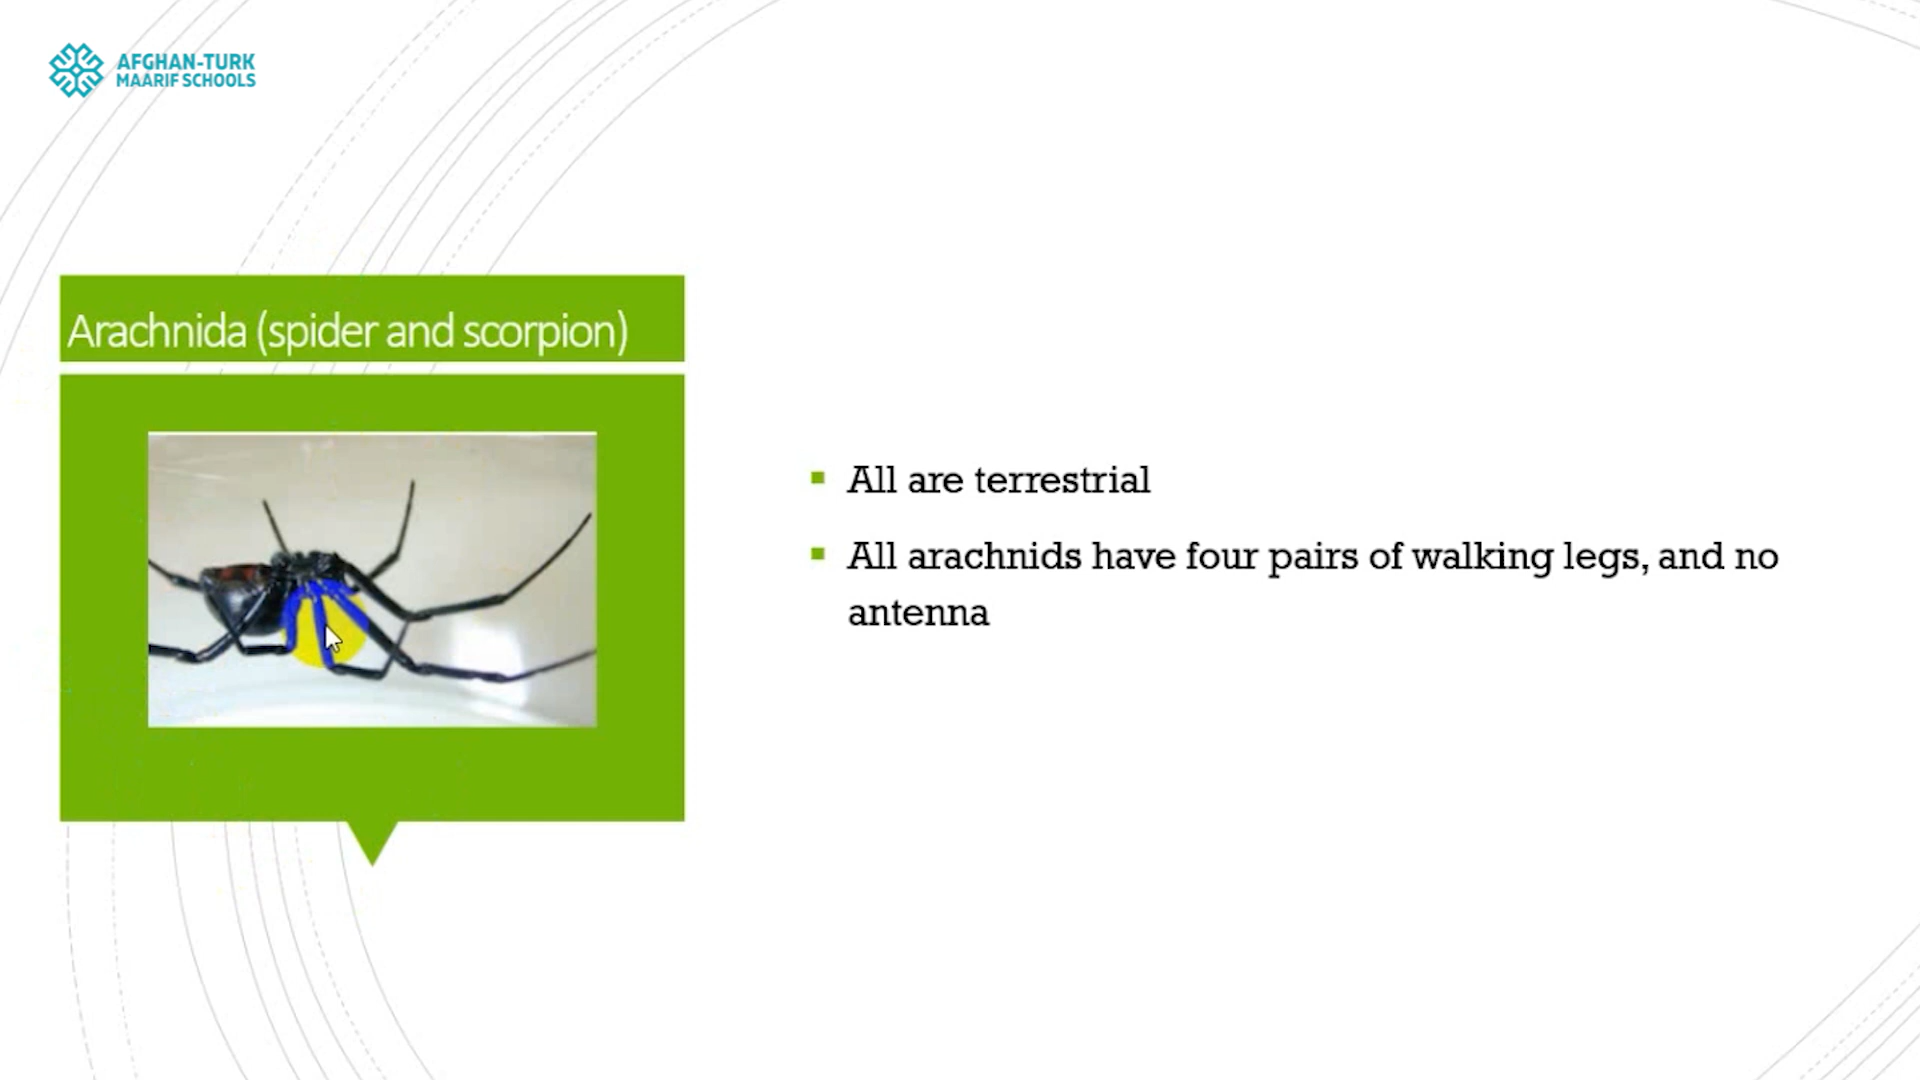 AFGHAN-TURK
MAARIF SCHOOLS
Arachnida (spider and scorpion)
All are terrestrial
All arachnids have four pairs of walking legs, and no
antenna